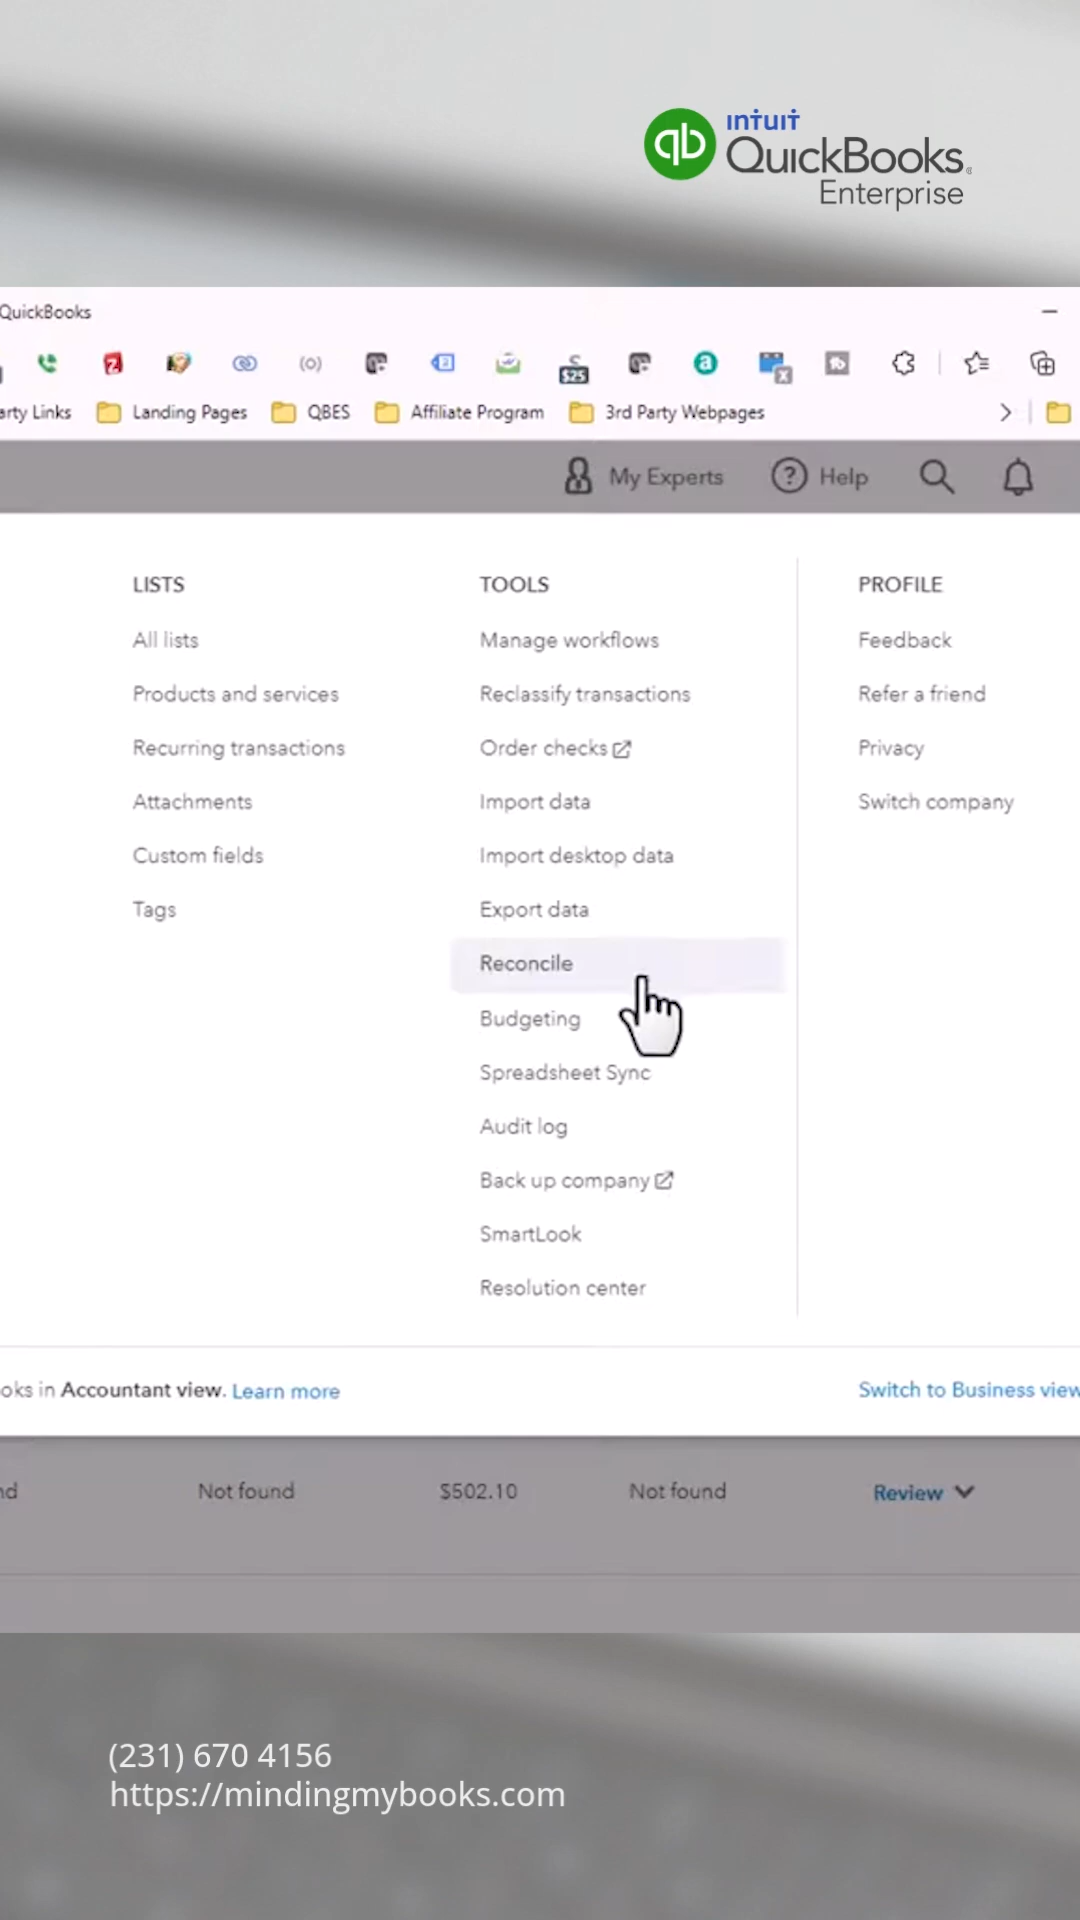 ıntuıt
QuickBooks
Enterprise
QuickBooks
arty Links
Landing Pages
QBES
Affiliate Program
3rd Party Webpages
My Experts
Help
LISTS
All lists
Products and services
Recurring transactions
Attachments
Custom fields
Tags
TOOLS
Manage workflows
Reclassify transactions
Order checks
Import data
Import desktop data
Export data
Reconcile
Budgeting
Spreadsheet Sync
Audit log
Back up company
SmartLook
Resolution center
PROFILE
Feedback
Refer a friend
Privacy
Switch company
oks in Accountant view. Learn more
Switch to Business view
nd Not found $502.10 Not found Review
(231) 670 4156
https://mindingmybooks.com